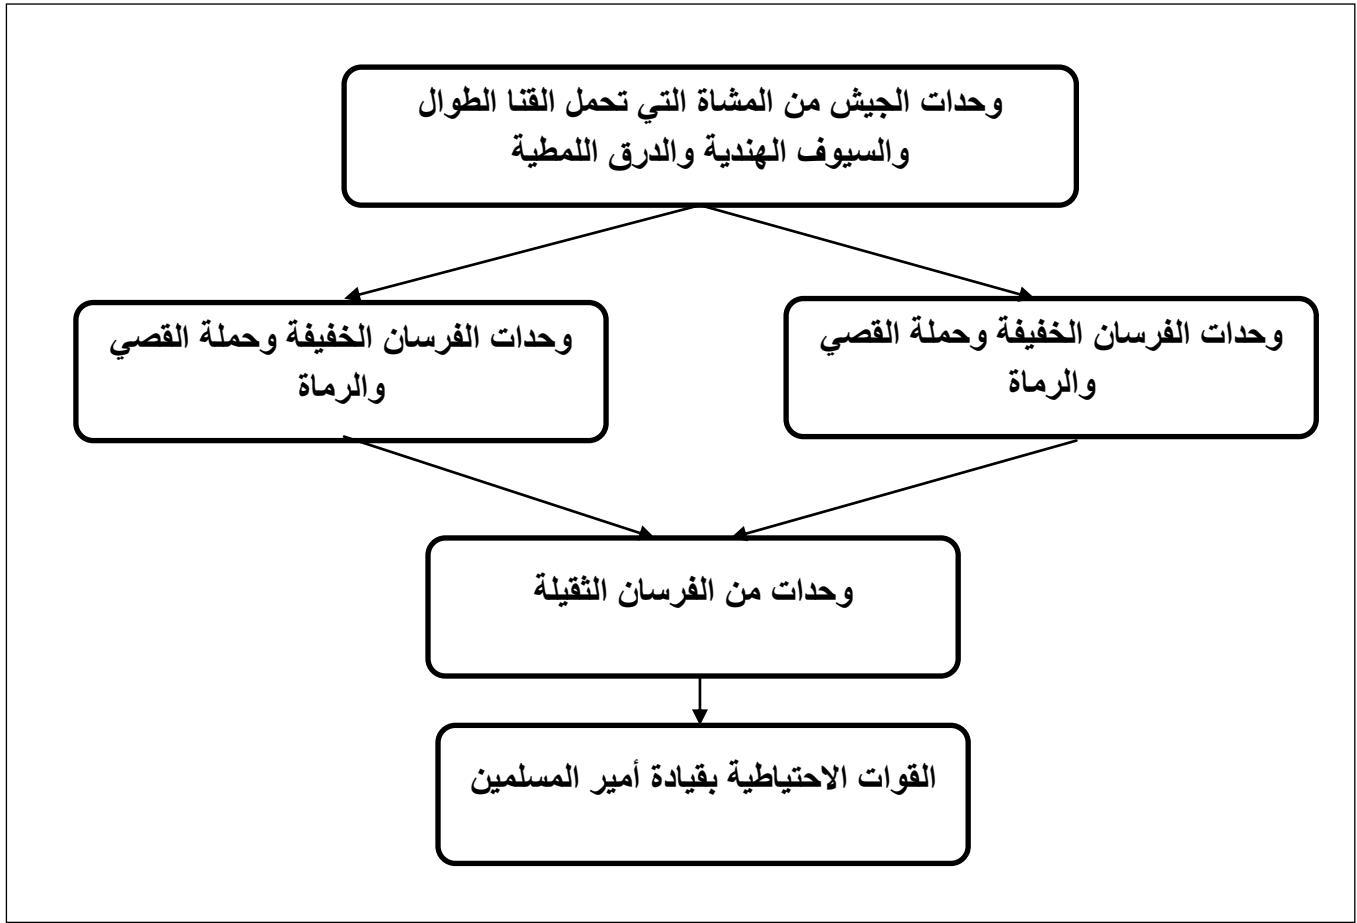 وحدات الجيش من المشاة التي تحمل القنا الطوال
والسيوف الهندية والدرق اللمطية
وحدات الفرسان الخفيفة وحملة القصي
والرماة
وحدات الفرسان الخفيفة وحملة القصي
والرماة
وحدات من الفرسان الثقيلة
القوات الاحتياطية بقيادة أمير المسلمين